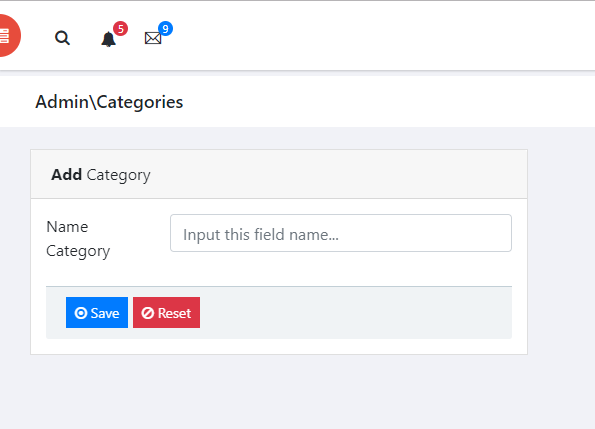 5
9
Admin\Categories
Add Category
Name
Category
Input this field name...
Save
Reset